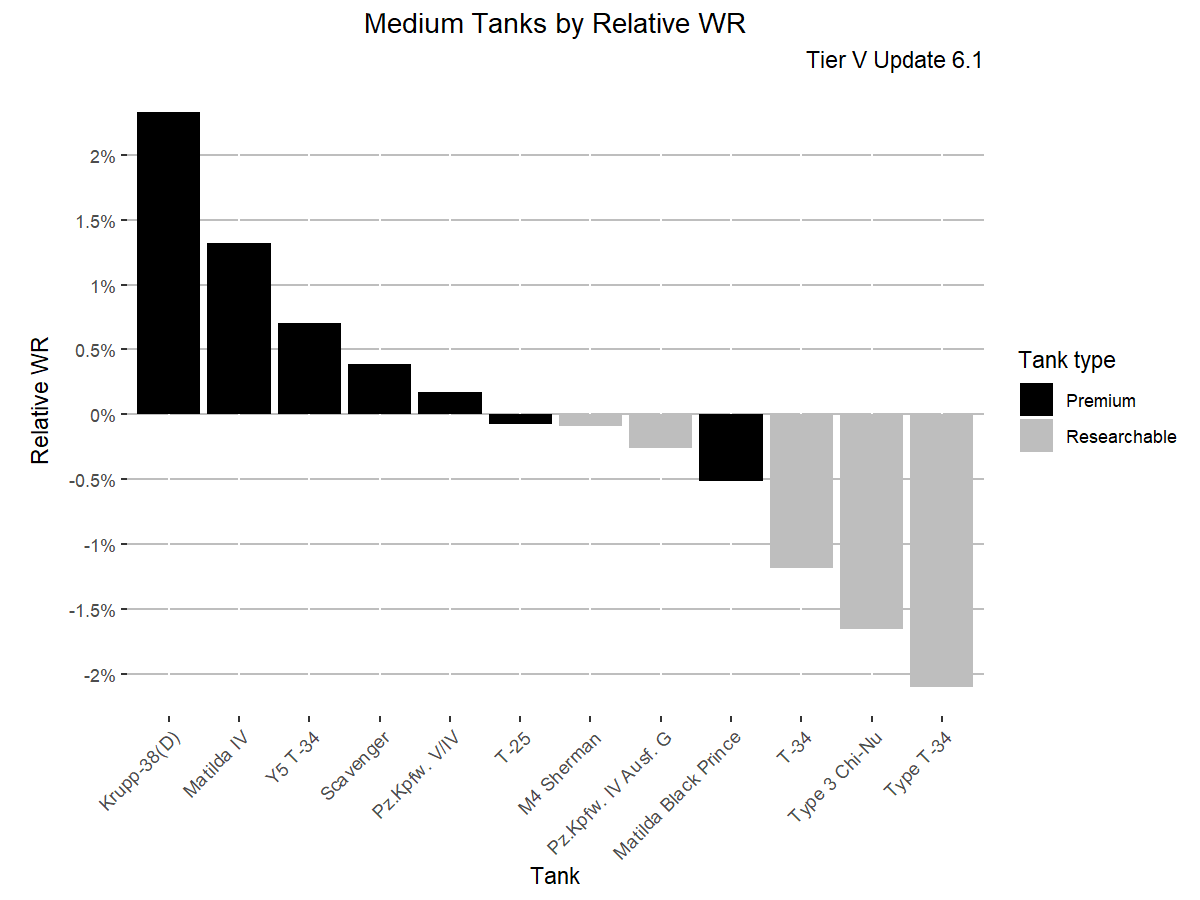 Medium Tanks by Relative WR
Tier V Update 6.1
Relative WR
2%
1.5%
1%
0.5%
0%
-0.5%
-1%
-1.5%
-2%
Krupp-38(D)
Matilda IV
Y5 T-34
Scavenger
Pz.Kpfw. V/IV
T-25
M4 Sherman
Pz.Kpfw. IV Ausf. G
Matilda Black Prince
T-34
Type 3 Chi-Nu
Type T-34
Tank
Tank type
Premium
Researchable